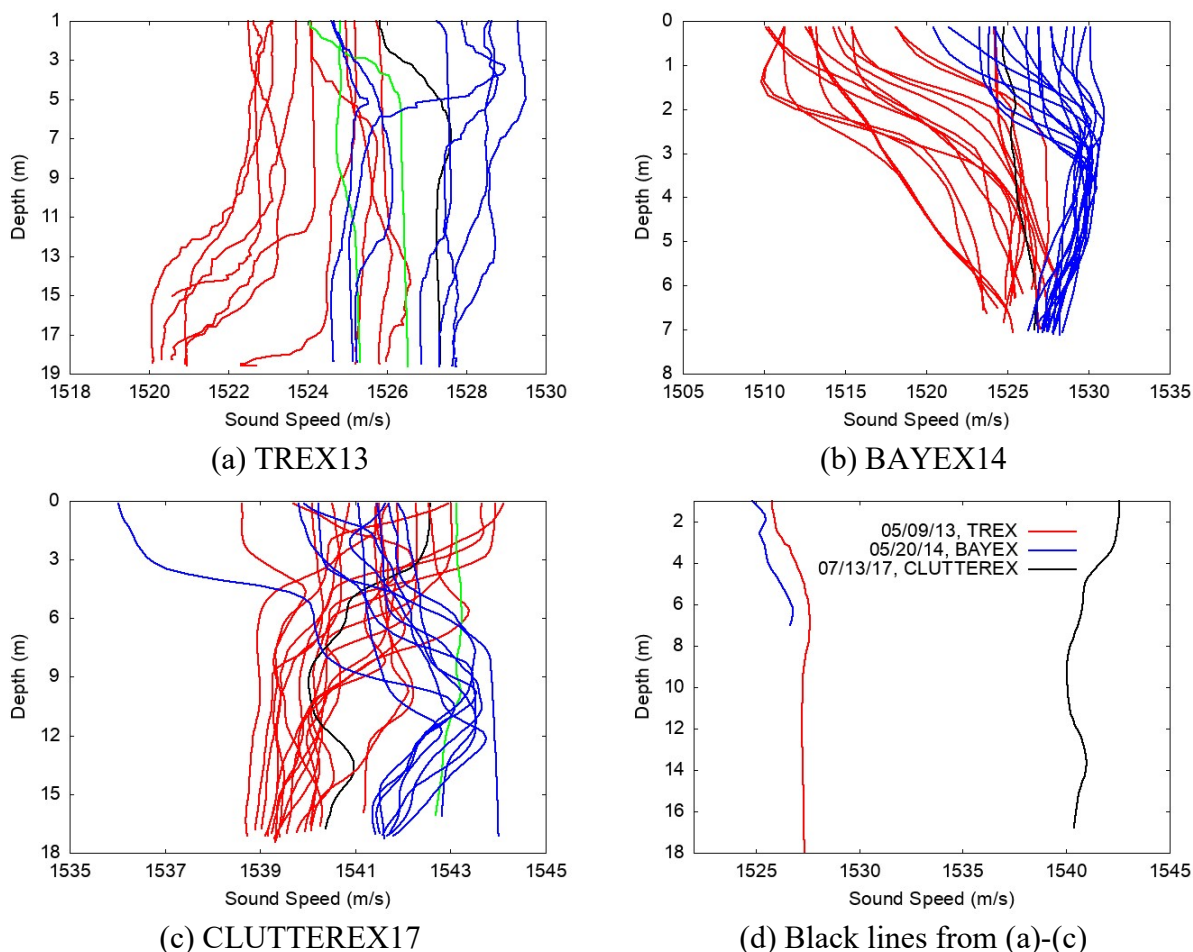 1
3
5
7
9
11
13
15
17
19
Depth (m)
1518 1520 1522 1524 1526 1528 1530
Sound Speed (m/s)
(a) TREX13
0
1
2
3
4
5
6
7
8
Depth (m)
1505 1510 1515 1520 1525 1530 1535
Sound Speed (m/s)
(b) BAYEX14
0
3
6
9
12
15
18
Depth (m)
1535 1537 1539 1541 1543 1545
Sound Speed (m/s)
(c) CLUTTEREX17
2
4
6
8
10
12
14
16
18
Depth (m)
05/09/13, TREX
05/20/14, BAYEX
07/13/17, CLUTTEREX
1525 1530 1535 1540 1545
Sound Speed (m/s)
(d) Black lines from (a)-(c)